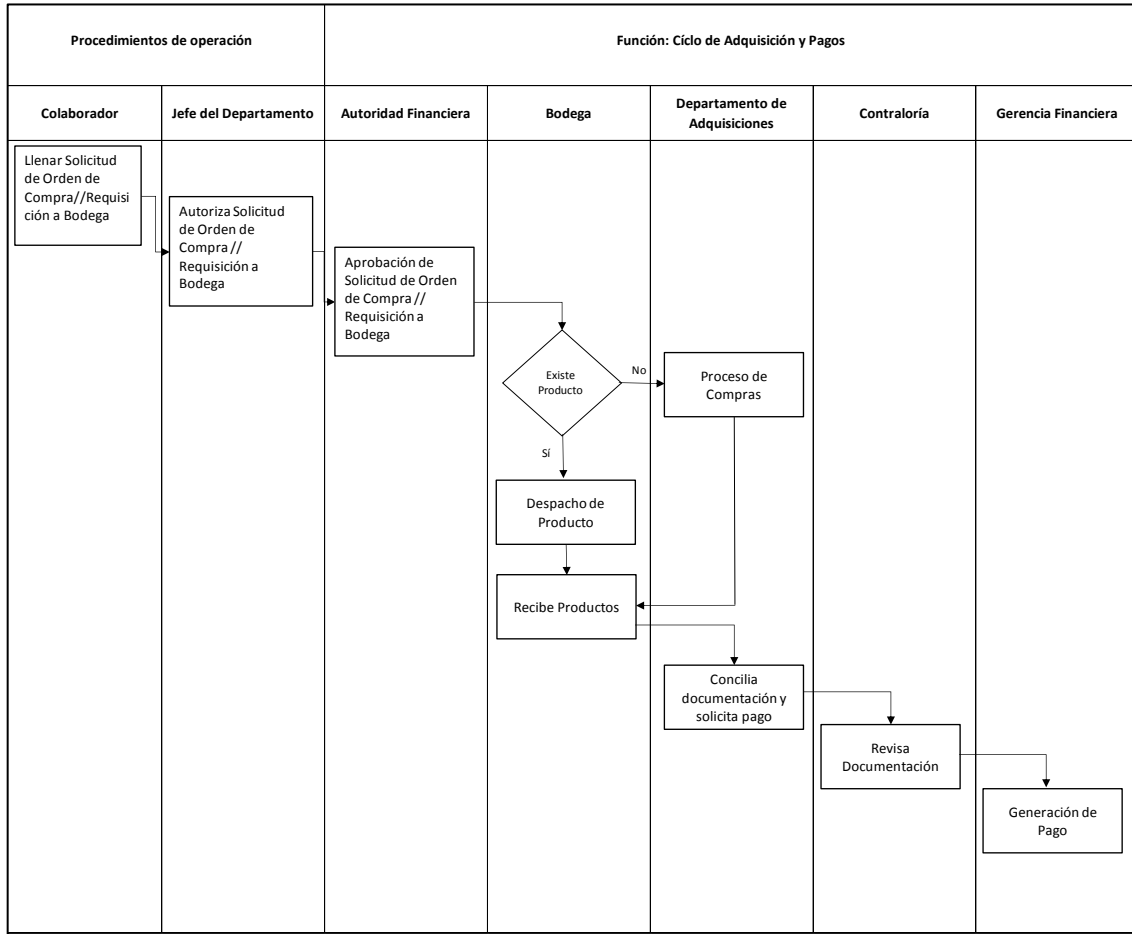 Procedimientos de operación
Función: Cíclo de Adquisición y Pagos
Colaborador
Jefe del Departamento
Autoridad Financiera
Bodega
Departamento de
Adquisiciones
Contraloría
Gerencia Financiera
Llenar Solicitud
de Orden de
Compra//Requisi
ción a Bodega
Autoriza Solicitud
de Orden de
Compra //
Requisición a
Bodega
Aprobación de
Solicitud de Orden
de Compra //
Requisición a
Bodega
Existe
Producto
No
Proceso de
Compras
Sí
Despacho de
Producto
Recibe Productos
Concilia
documentación y
solicita pago
Revisa
Documentación
Generación de
Pago